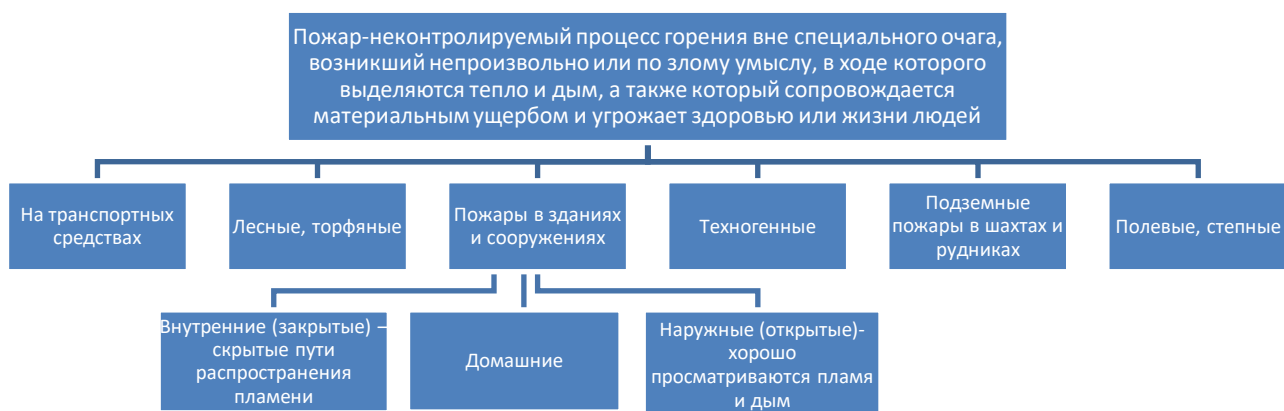 Пожар-неконтролируемый процесс горения вне специального очага,
возникший непроизвольно или по злому умыслу, в ходе которого
выделяются тепло и дым, а также который сопровождается
материальным ущербом и угрожает здоровью или жизни людей
На транспортных
средствах
Лесные, торфяные
Пожары в зданиях
и сооружениях
Техногенные
Подземные
пожары в шахтах и
рудниках
Полевые, степные
Внутренние (закрытые) –
скрытые пути
распространения
пламени
Домашние
Наружные (открытые)-
хорошо
просматриваются пламя
и дым